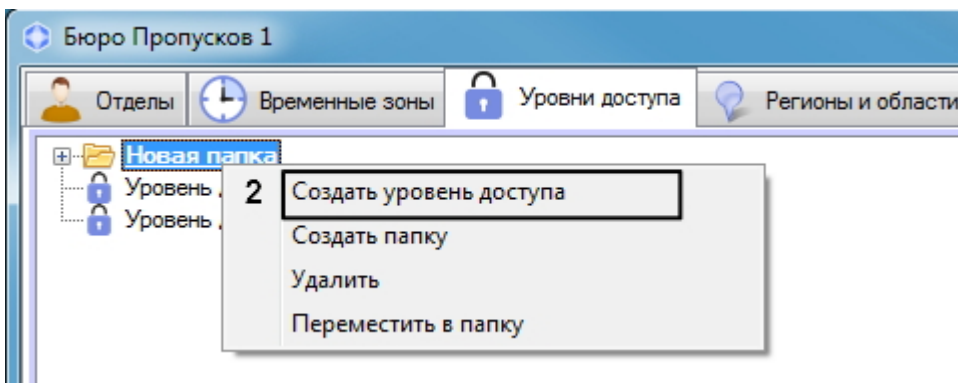 Бюро Пропусков 1
Отделы Временные зоны Уровни доступа Регионы и области
Новая папка
Уровень 2 Создать уровень доступа
Уровень
Создать папку
Удалить
Переместить в папку